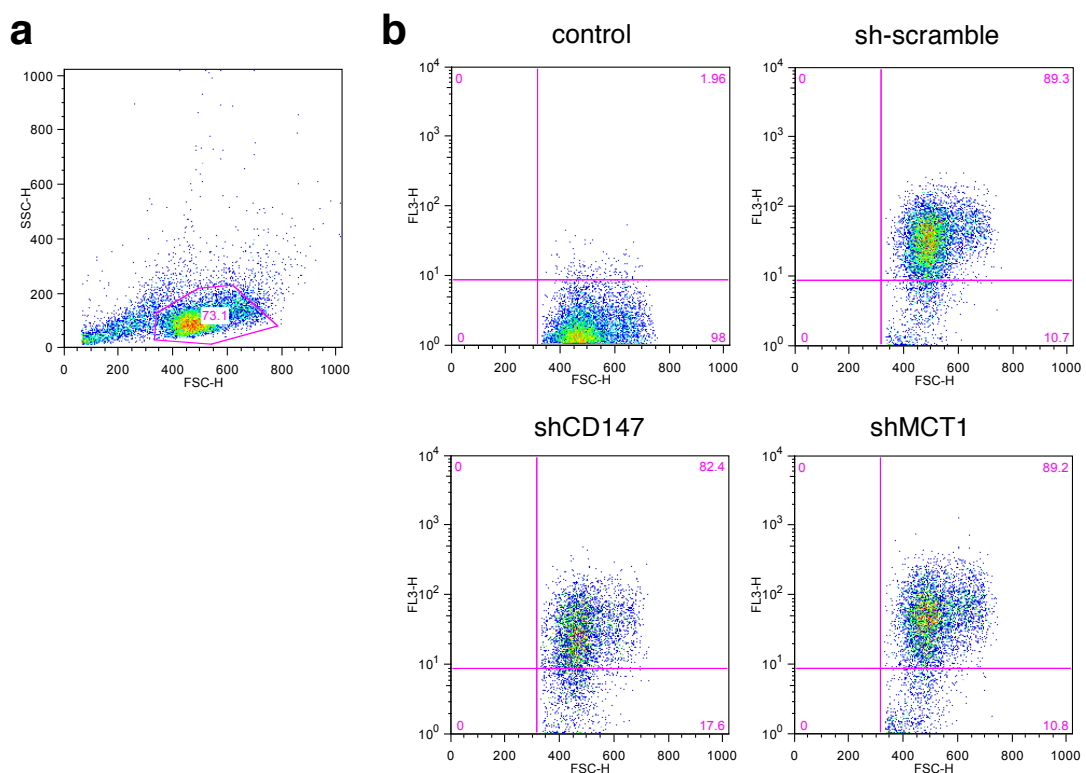 a
1000
800
600
400
200
0
SSC-H
73.1
0 200 400 600 800 1000
FSC-H
b
control
10^4
10^3
10^2
10^1
10^0
FL3-H
0 1.96
0 98
0 200 400 600 800 1000
FSC-H
sh-scramble
10^4
10^3
10^2
10^1
10^0
FL3-H
0 89.3
0 10.7
0 200 400 600 800 1000
FSC-H
shCD147
10^4
10^3
10^2
10^1
10^0
FL3-H
0 82.4
0 17.6
0 200 400 600 800 1000
FSC-H
shMCT1
10^4
10^3
10^2
10^1
10^0
FL3-H
0 89.2
0 10.8
0 200 400 600 800 1000
FSC-H